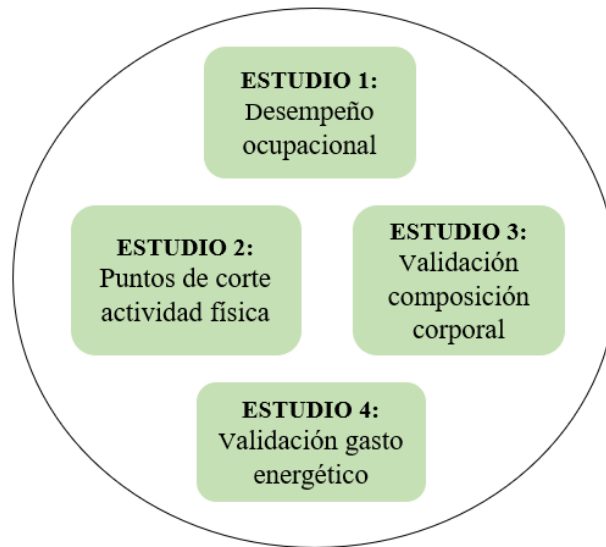 ESTUDIO 1:
Desempeño
ocupacional
ESTUDIO 2:
Puntos de corte
actividad física
ESTUDIO 3:
Validación
composición
corporal
ESTUDIO 4:
Validación gasto
energético